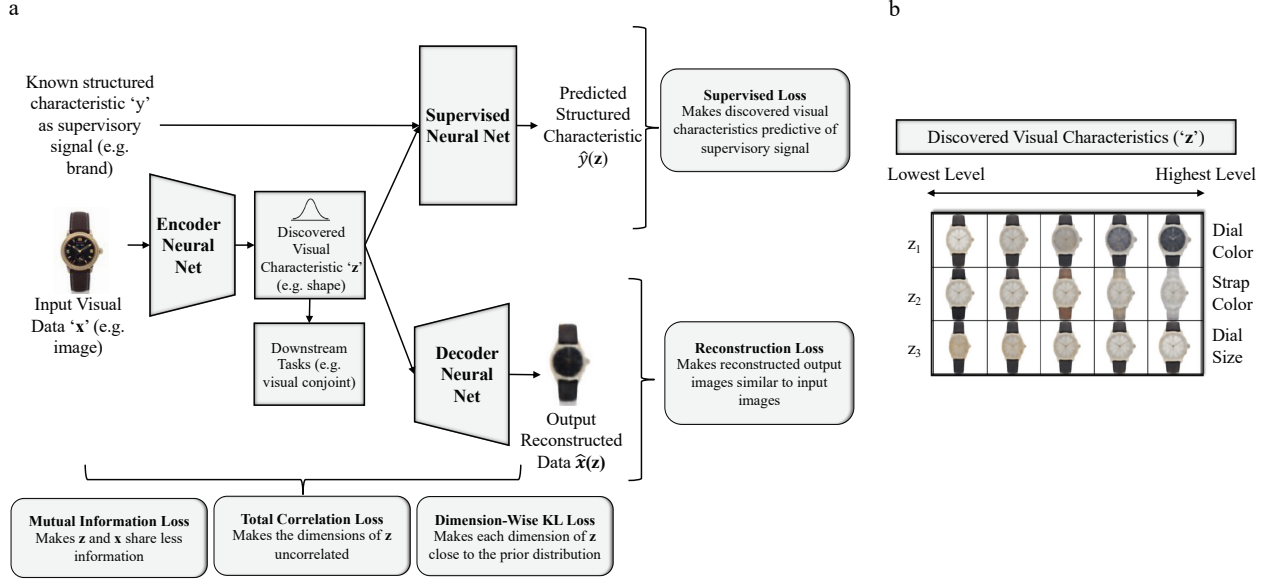 a
b
Known structured
characteristic ‘y’
as supervisory
signal (e.g.
brand)
Supervised
Neural Net
Predicted
Structured
Characteristic
ŷ(z)
Supervised Loss
Makes discovered visual
characteristics predictive of
supervisory signal
Encoder
Neural
Net
Discovered
Visual
Characteristic ‘z’
(e.g. shape)
Input Visual
Data ‘x’ (e.g.
image)
Downstream
Tasks (e.g.
visual conjoint)
Decoder
Neural
Net
Output
Reconstructed
Data x̂(z)
Reconstruction Loss
Makes reconstructed output
images similar to input
images
Mutual Information Loss
Makes z and x share less
information
Total Correlation Loss
Makes the dimensions of z
uncorrelated
Dimension-Wise KL Loss
Makes each dimension of z
close to the prior distribution
Discovered Visual Characteristics (‘z’)
Lowest Level
Highest Level
z₁
Dial
Color
z₂
Strap
Color
z₃
Dial
Size